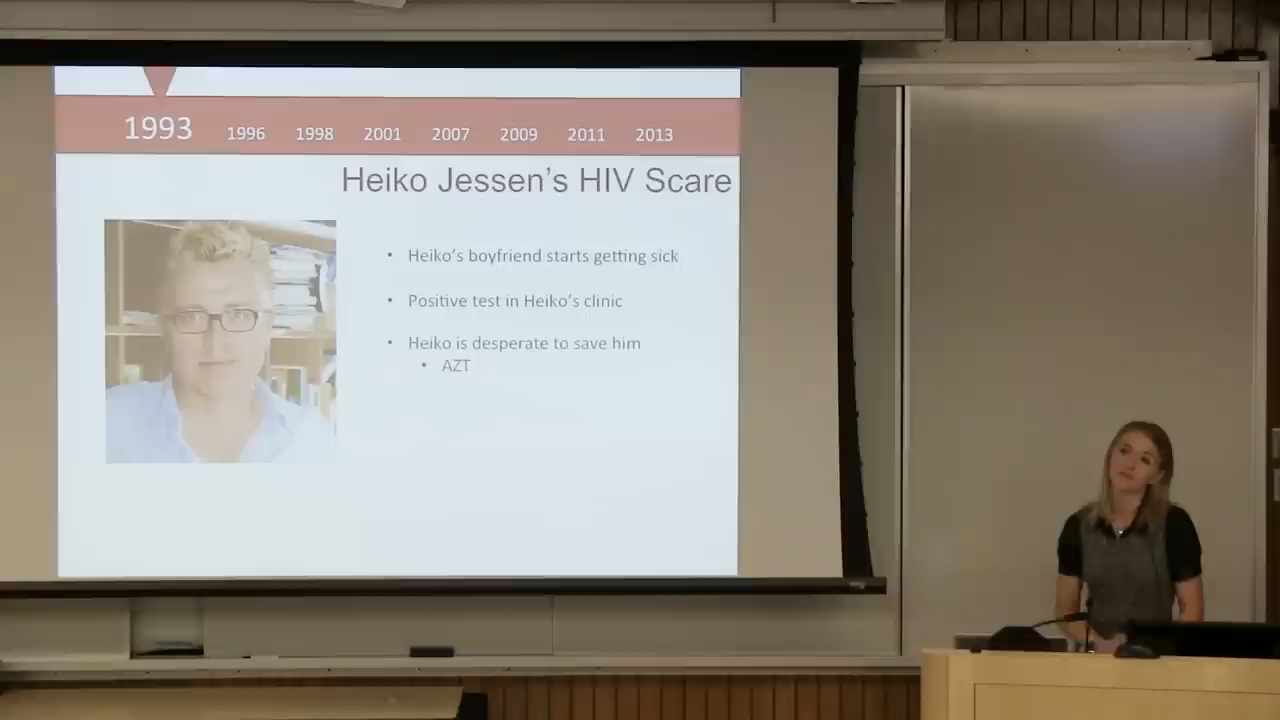 1993 1996 1998 2001 2007 2009 2011 2013
Heiko Jessen’s HIV Scare
• Heiko’s boyfriend starts getting sick
• Positive test in Heiko’s clinic
• Heiko is desperate to save him
• AZT